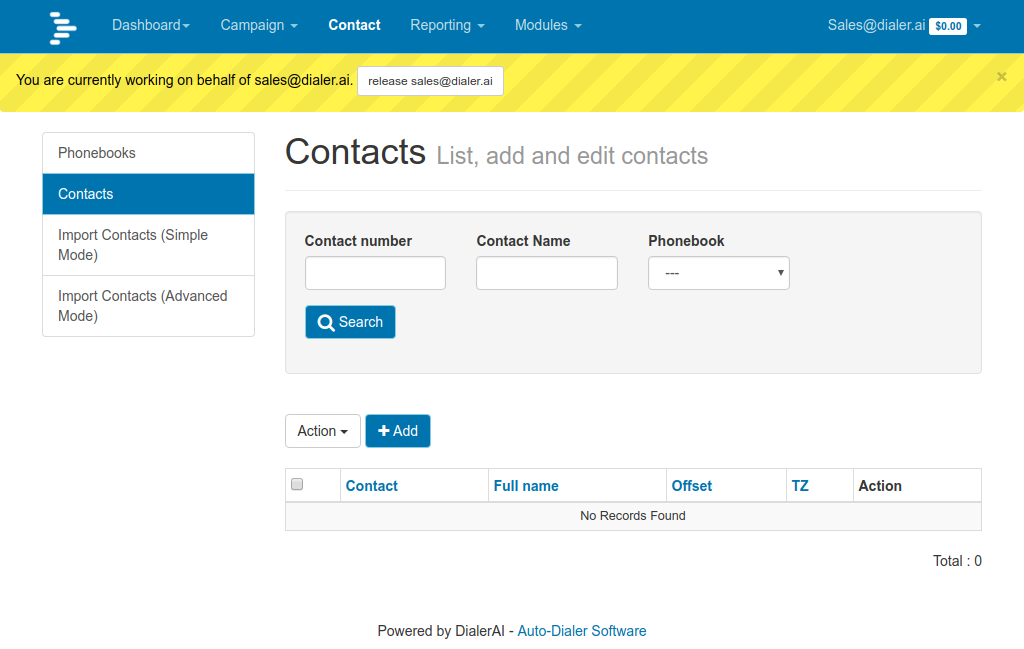 Dashboard Campaign Contact Reporting Modules Sales@dialer.ai $0.00
You are currently working on behalf of sales@dialer.ai. release sales@dialer.ai ×
Phonebooks
Contacts
Import Contacts (Simple
Mode)
Import Contacts (Advanced
Mode)
Contacts List, add and edit contacts
Contact number Contact Name Phonebook
---
Search
Action Add
Contact Full name Offset TZ Action
No Records Found
Total : 0
Powered by DialerAI - Auto-Dialer Software